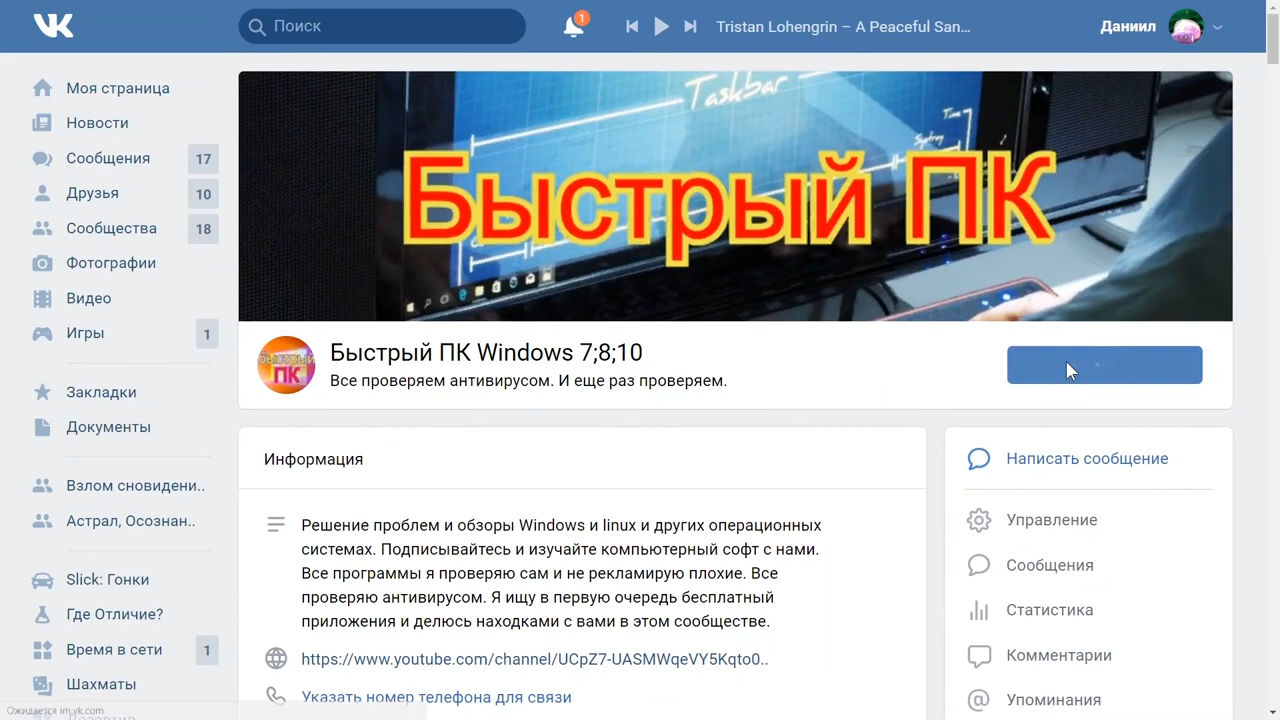 Поиск
1
Tristan Lohengrin – A Peaceful San...
Даниил
Моя страница
Новости
Сообщения 17
Друзья 10
Сообщества 18
Фотографии
Видео
Игры 1
Закладки
Документы
Взлом сновидени..
Астрал, Осознан..
Slick: Гонки
Где Отличие?
Время в сети 1
Шахматы
Ожидается im.vk.com
Taskbar
Time
Быстрый ПК
БЫСТРЫЙ
ПК
Быстрый ПК Windows 7;8;10
Все проверяем антивирусом. И еще раз проверяем.
Информация
Решение проблем и обзоры Windows и linux и других операционных
системах. Подписывайтесь и изучайте компьютерный софт с нами.
Все программы я проверяю сам и не рекламирую плохие. Все
проверяю антивирусом. Я ищу в первую очередь бесплатный
приложения и делюсь находками с вами в этом сообществе.
https://www.youtube.com/channel/UCpZ7-UASMWqeVY5Kqto0..
Указать номер телефона для связи
Написать сообщение
Управление
Сообщения
Статистика
Комментарии
Упоминания